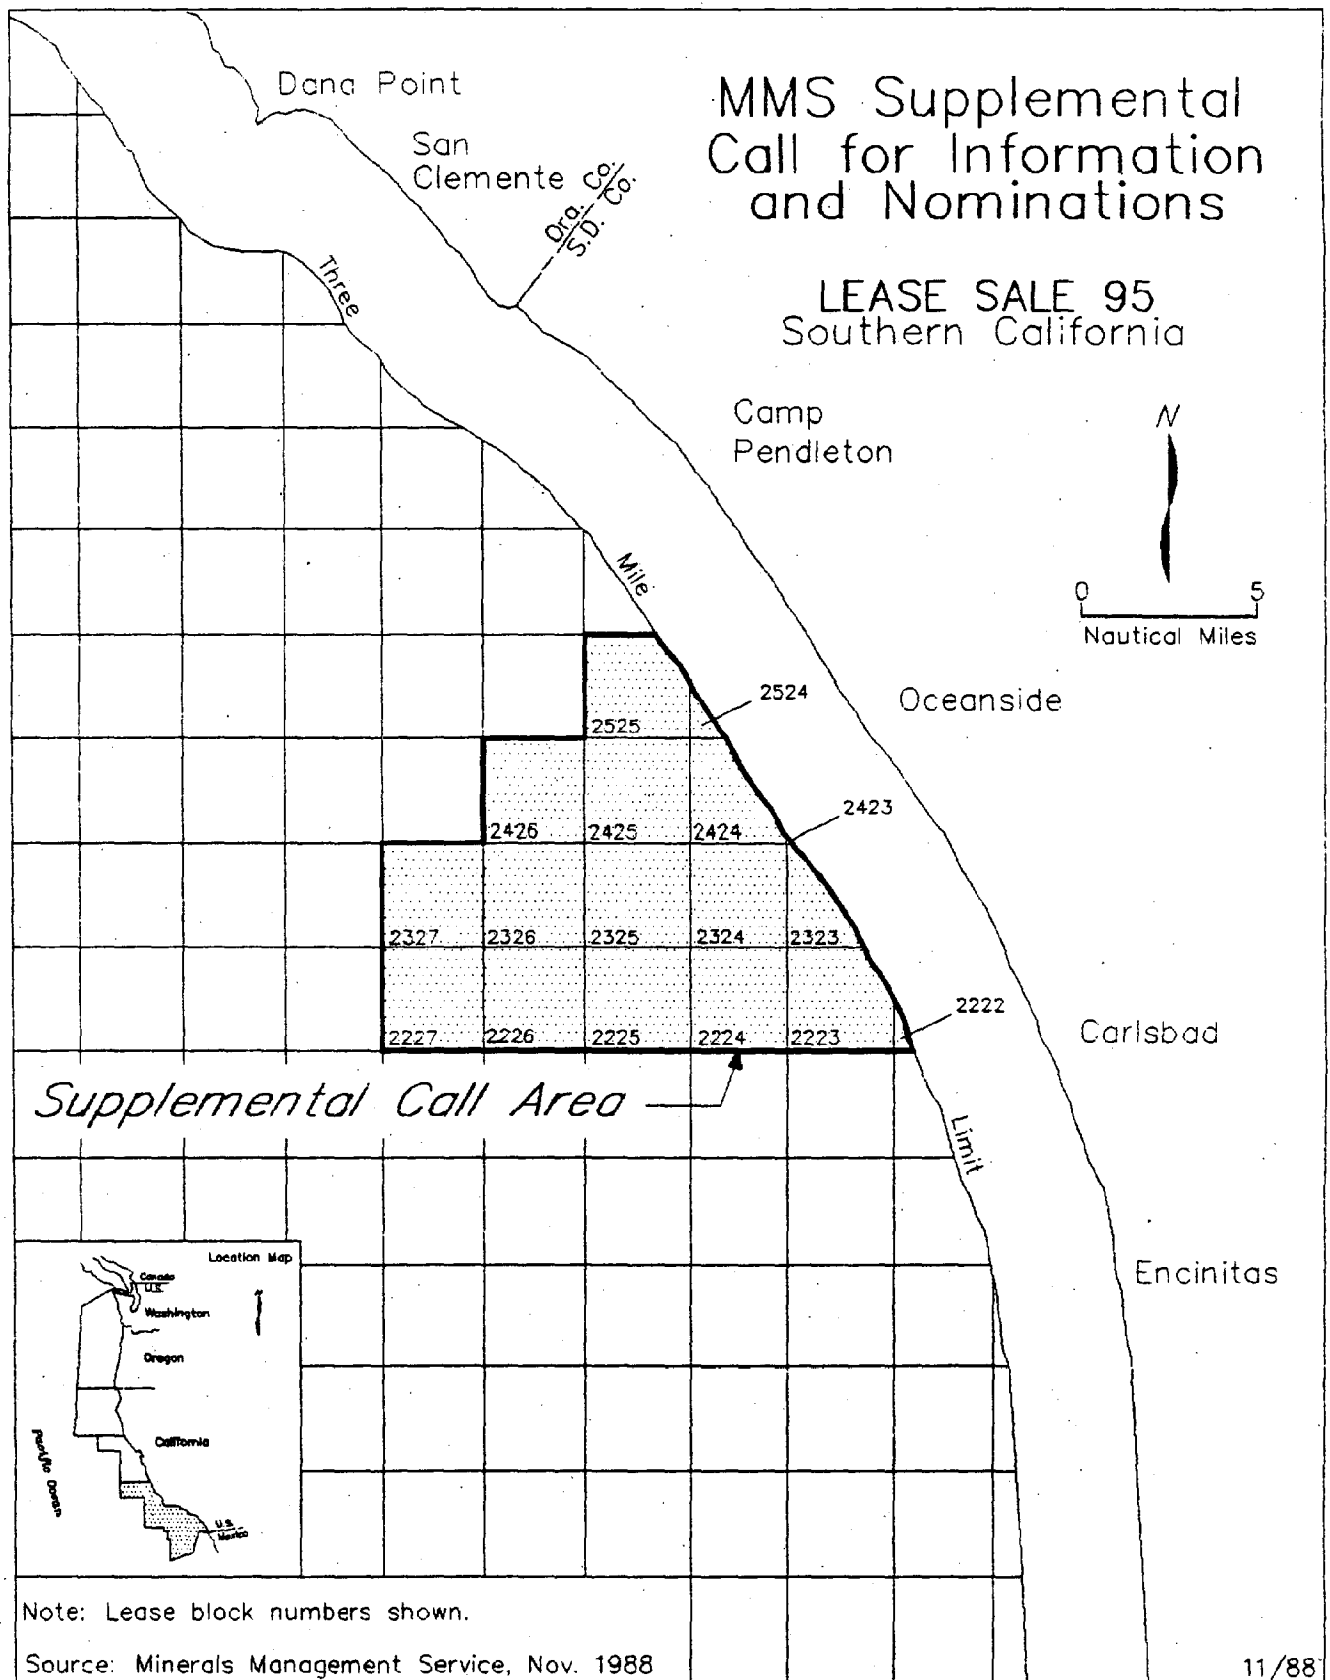 MMS Supplemental
Call for Information
and Nominations
LEASE SALE 95
Southern California
Dana Point
San
Clemente
Ora. Co.
S.D. Co.
Three
Camp
Pendleton
N
0 5
Nautical Miles
Mile
2524
Oceanside
2525
2423
2426 2425 2424
2327 2326 2325 2324 2323
2222
2227 2226 2225 2224 2223
Carlsbad
Supplemental Call Area
Limit
Encinitas
Location Map
Canada
U.S.
Washington
Oregon
California
Pacific Ocean
U.S.
Mexico
Note: Lease block numbers shown.
Source: Minerals Management Service, Nov. 1988
11/88